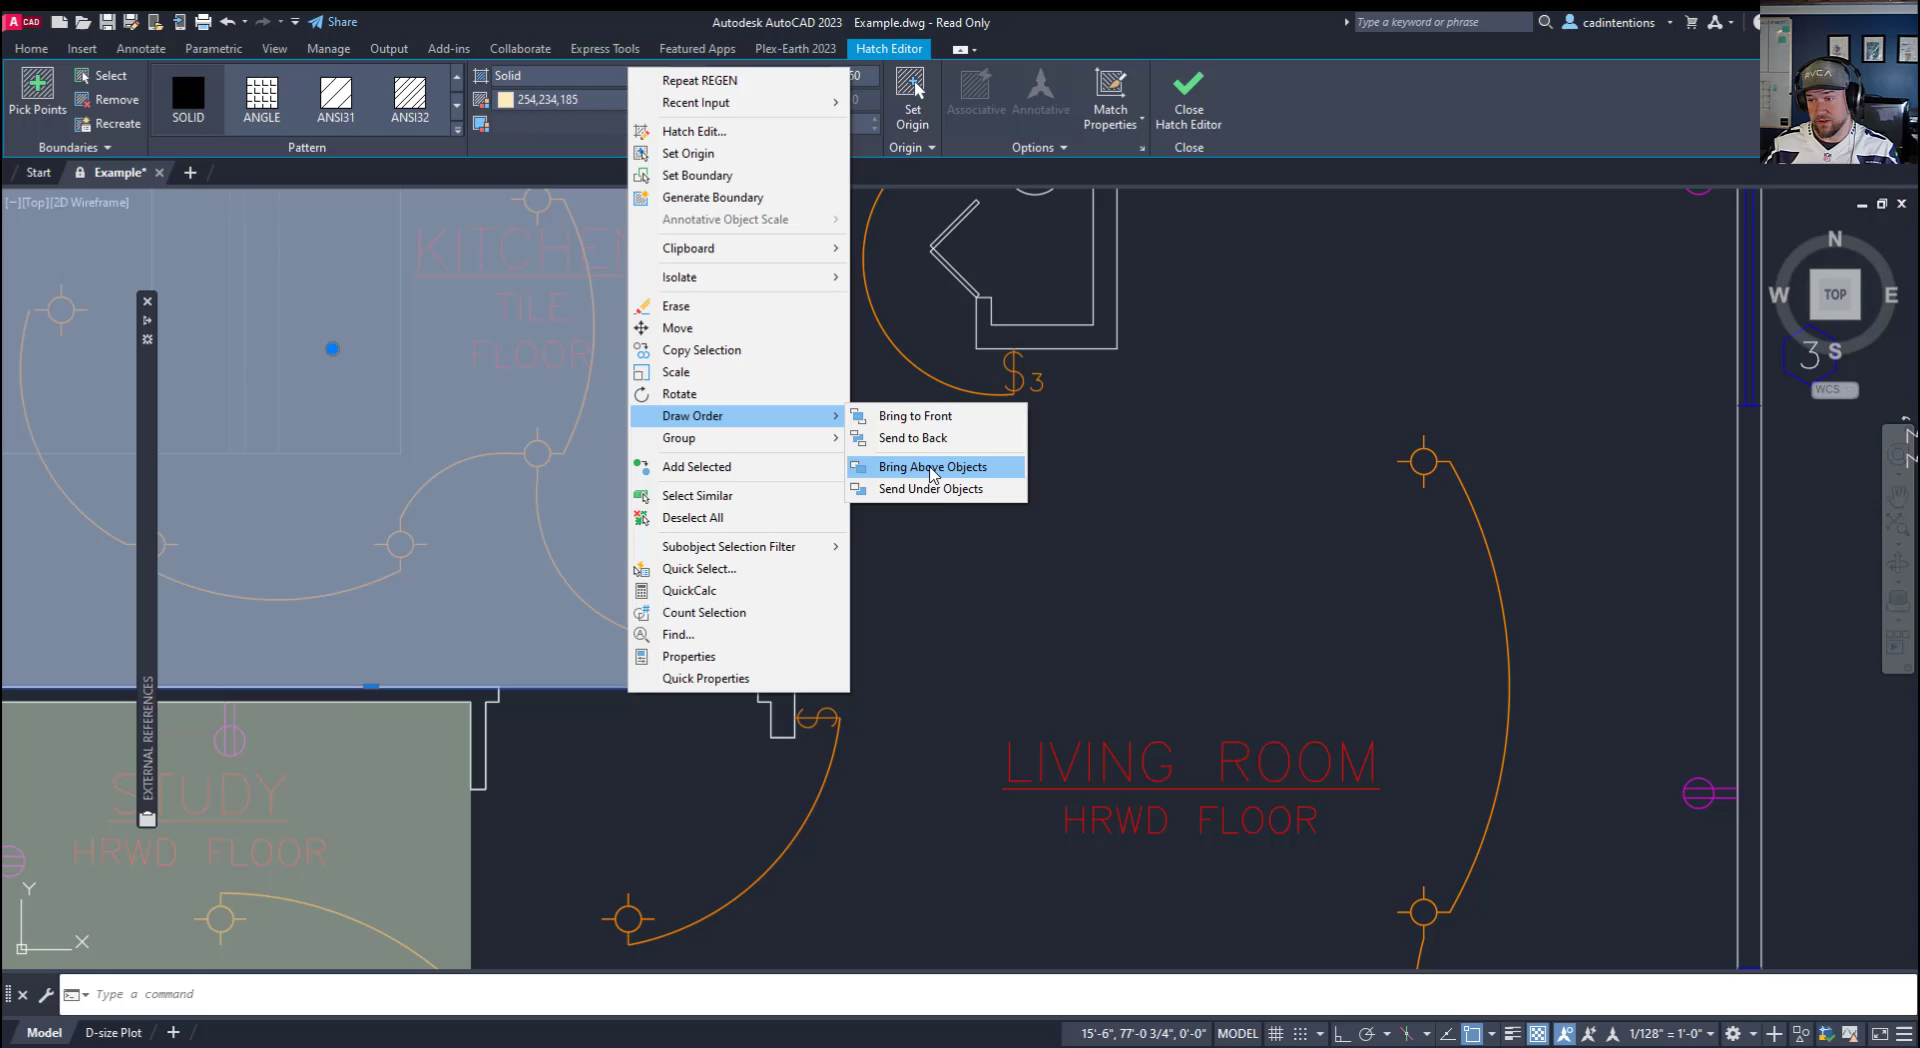 A CAD
Share
Autodesk AutoCAD 2023 Example.dwg - Read Only
Type a keyword or phrase
cadintentions
Home Insert Annotate Parametric View Manage Output Add-ins Collaborate Express Tools Featured Apps Plex-Earth 2023 Hatch Editor
Pick Points
Select
Remove
Recreate
Boundaries
SOLID
ANGLE
ANSI31
ANSI32
Pattern
Solid
254,234,185
Set
Origin
Origin
Associative
Annotative
Match
Properties
Options
Close
Hatch Editor
Close
Start
Example*
[−][Top][2D Wireframe]
Repeat REGEN
Recent Input
Hatch Edit...
Set Origin
Set Boundary
Generate Boundary
Annotative Object Scale
Clipboard
Isolate
Erase
Move
Copy Selection
Scale
Rotate
Draw Order
Group
Add Selected
Select Similar
Deselect All
Subobject Selection Filter
Quick Select...
QuickCalc
Count Selection
Find...
Properties
Quick Properties
Bring to Front
Send to Back
Bring Above Objects
Send Under Objects
KITCHEN
TILE
FLOOR
$3
N
W TOP E
S
3
WCS
EXTERNAL REFERENCES
STUDY
HRWD FLOOR
$
LIVING ROOM
HRWD FLOOR
Y
X
Type a command
Model D-size Plot
15'-6", 77'-0 3/4", 0'-0" MODEL 1/128" = 1'-0"
RVCA